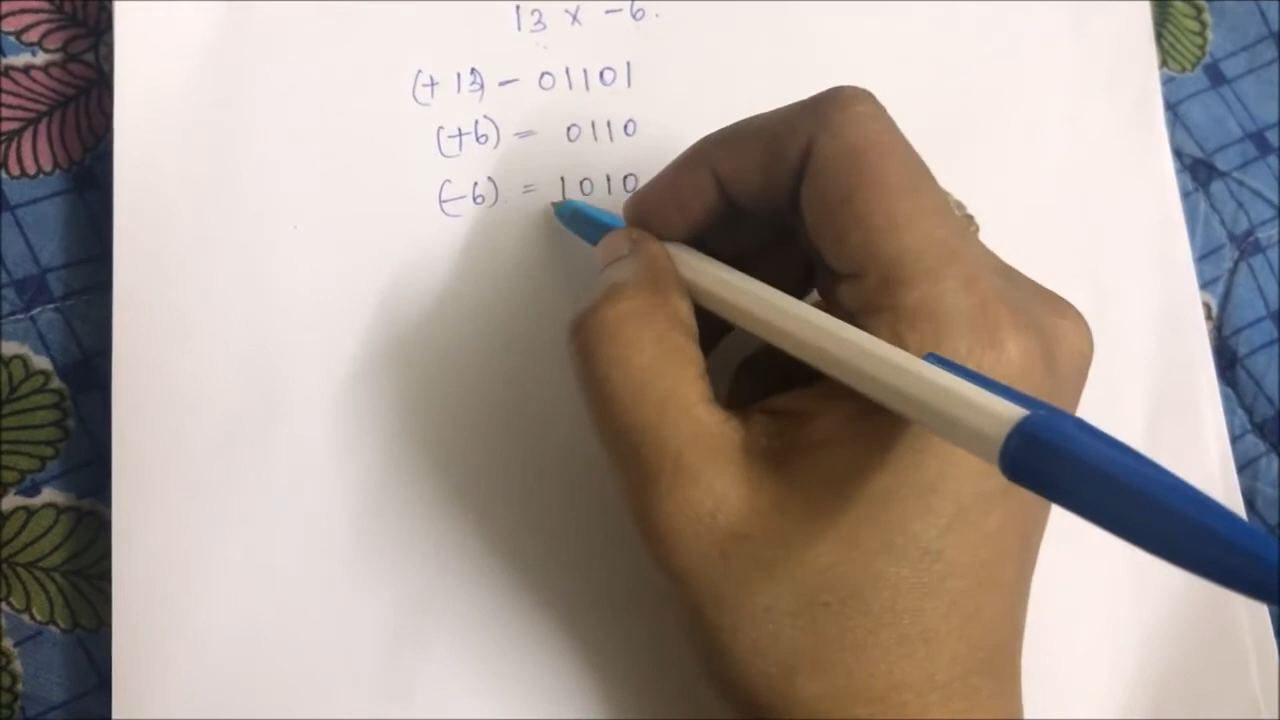 13 x -6.
(+ 13) - 01101
(+6) = 0110
(-6). = 1010